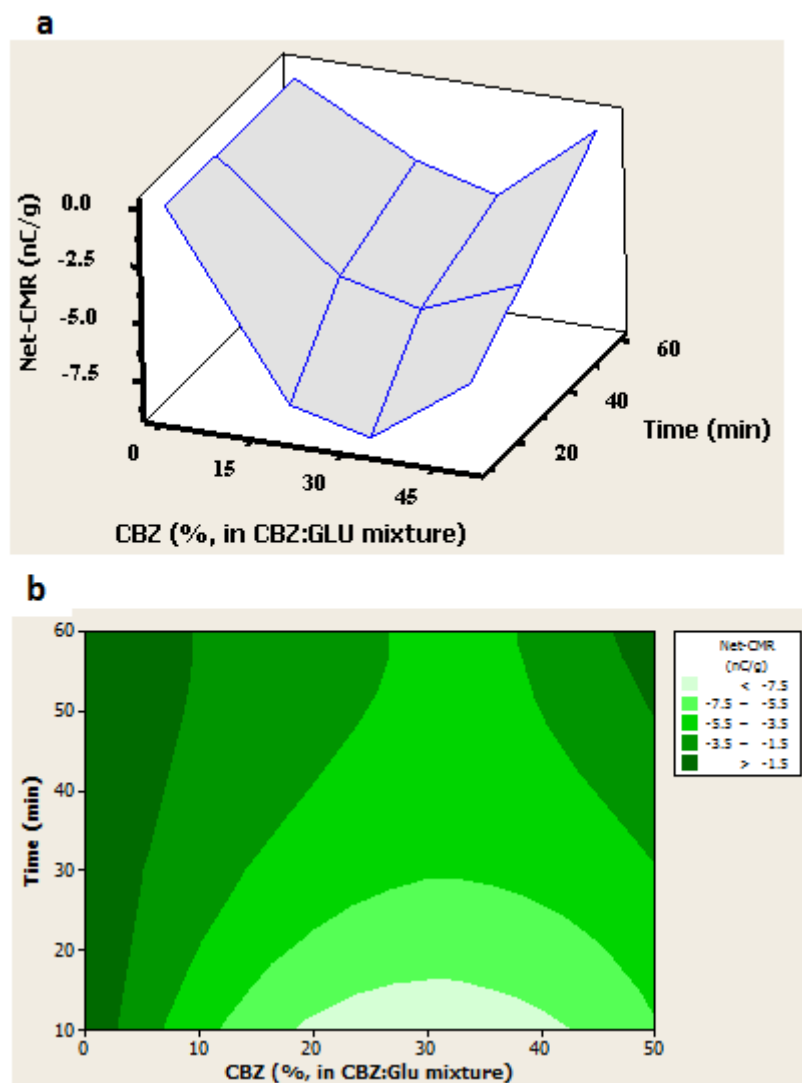 a
0.0
-2.5
-5.0
-7.5
Net-CMR (nC/g)
0
15
30
45
CBZ (%, in CBZ:GLU mixture)
20
40
60
Time (min)
b
60
50
40
30
20
10
Time (min)
0
10
20
30
40
50
CBZ (%, in CBZ:Glu mixture)
Net-CMR
(nC/g)
< -7.5
-7.5 – -5.5
-5.5 – -3.5
-3.5 – -1.5
> -1.5